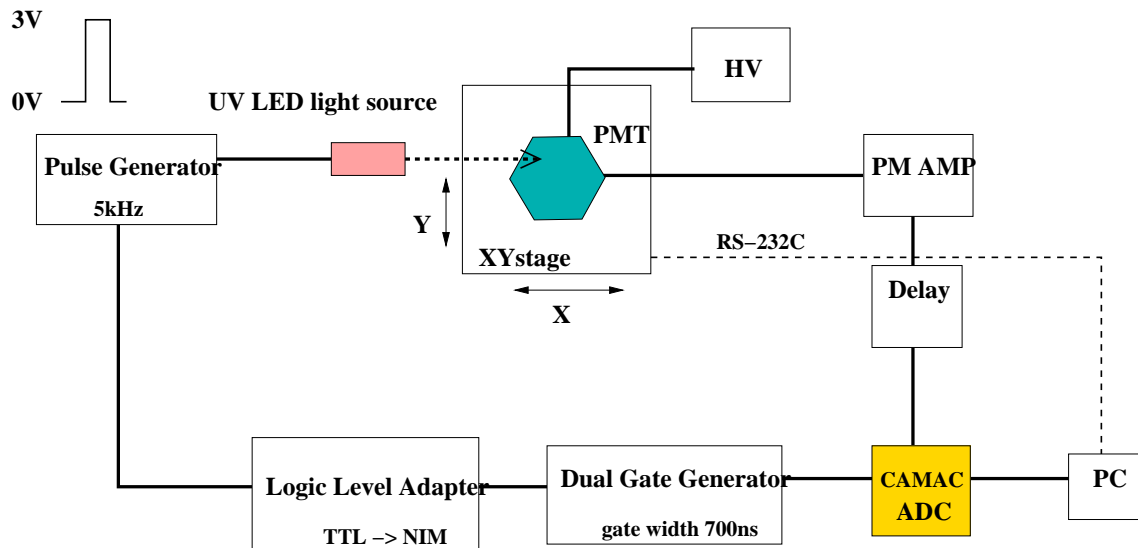 3V
0V
UV LED light source
HV
PMT
Pulse Generator
5kHz
PM AMP
Y
XYstage
X
RS-232C
Delay
Logic Level Adapter
TTL -> NIM
Dual Gate Generator
gate width 700ns
CAMAC
ADC
PC